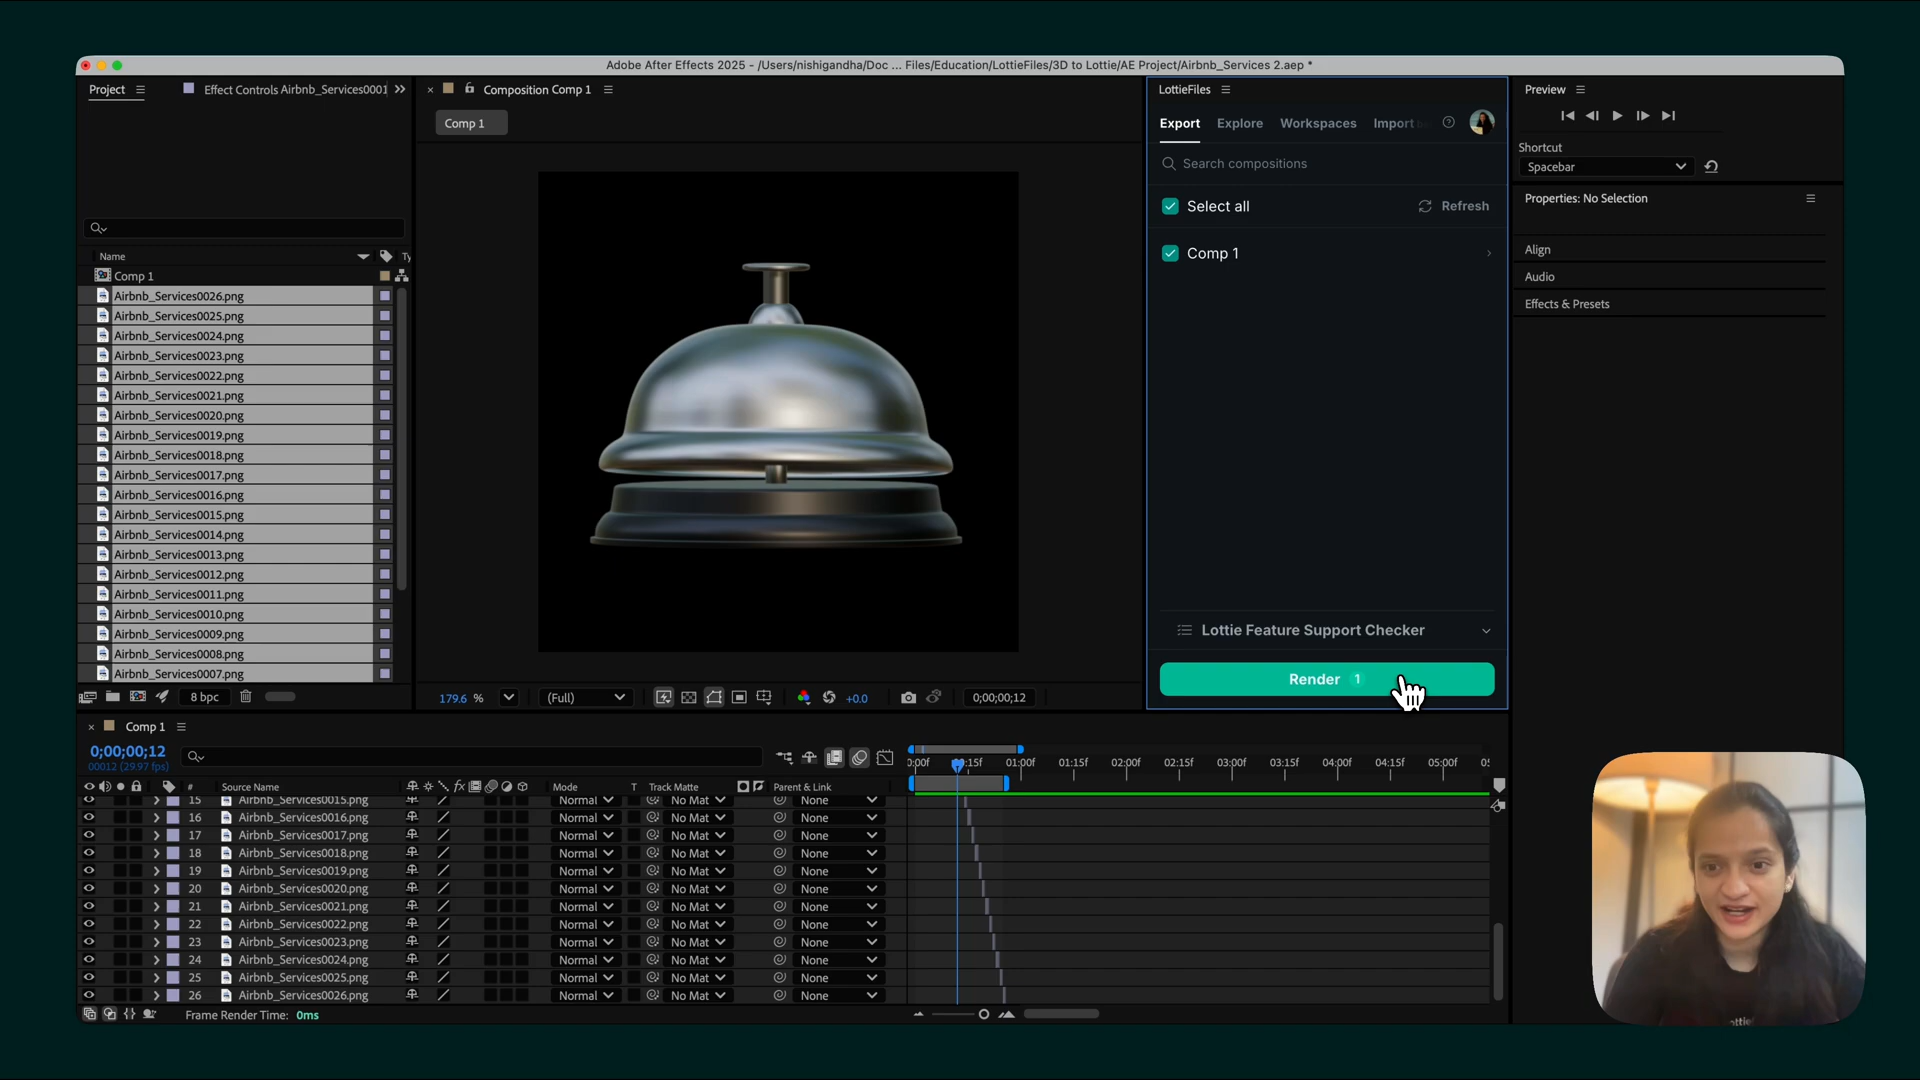 Adobe After Effects 2025 - /Users/nishigandha/Doc ... Files/Education/LottieFiles/3D to Lottie/AE Project/Airbnb_Services 2.aep *
Project
Effect Controls Airbnb_Services0001
Composition Comp 1
Comp 1
LottieFiles
Export
Explore
Workspaces
Import
Search compositions
Select all
Refresh
Comp 1
Lottie Feature Support Checker
Render 1
Preview
Shortcut
Spacebar
Properties: No Selection
Align
Audio
Effects & Presets
Name
Ty
Comp 1
Airbnb_Services0026.png
Airbnb_Services0025.png
Airbnb_Services0024.png
Airbnb_Services0023.png
Airbnb_Services0022.png
Airbnb_Services0021.png
Airbnb_Services0020.png
Airbnb_Services0019.png
Airbnb_Services0018.png
Airbnb_Services0017.png
Airbnb_Services0016.png
Airbnb_Services0015.png
Airbnb_Services0014.png
Airbnb_Services0013.png
Airbnb_Services0012.png
Airbnb_Services0011.png
Airbnb_Services0010.png
Airbnb_Services0009.png
Airbnb_Services0008.png
Airbnb_Services0007.png
8 bpc
179.6 %
(Full)
+0.0
0;00;00;12
Comp 1
0;00;00;12
00012 (29.97 fps)
:00f 15f 01:00f 01:15f 02:00f 02:15f 03:00f 03:15f 04:00f 04:15f 05:00f 05
# Source Name Mode T Track Matte Parent & Link
15 Airbnb_Services0015.png Normal No Mat None
16 Airbnb_Services0016.png Normal No Mat None
17 Airbnb_Services0017.png Normal No Mat None
18 Airbnb_Services0018.png Normal No Mat None
19 Airbnb_Services0019.png Normal No Mat None
20 Airbnb_Services0020.png Normal No Mat None
21 Airbnb_Services0021.png Normal No Mat None
22 Airbnb_Services0022.png Normal No Mat None
23 Airbnb_Services0023.png Normal No Mat None
24 Airbnb_Services0024.png Normal No Mat None
25 Airbnb_Services0025.png Normal No Mat None
26 Airbnb_Services0026.png Normal No Mat None
Frame Render Time: 0ms